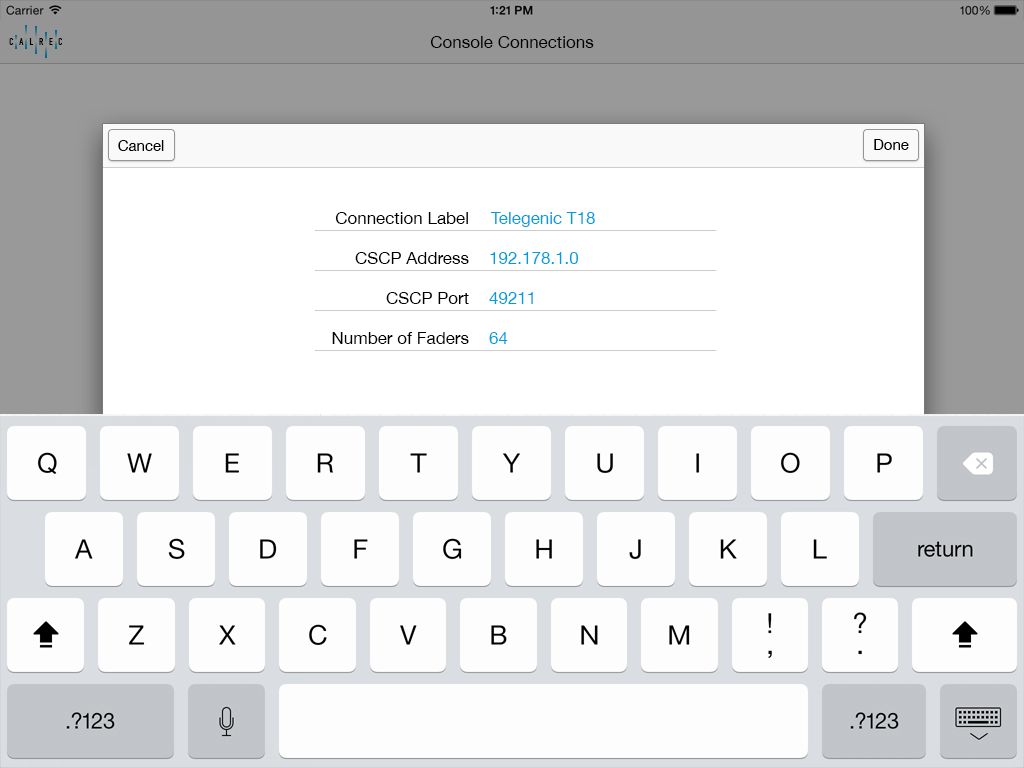 Carrier 1:21 PM 100%
CALREC Console Connections
Cancel Done
Connection Label Telegenic T18
CSCP Address 192.178.1.0
CSCP Port 49211
Number of Faders 64
Q W E R T Y U I O P
A S D F G H J K L return
Z X C V B N M ! , ? .
.?123 .?123